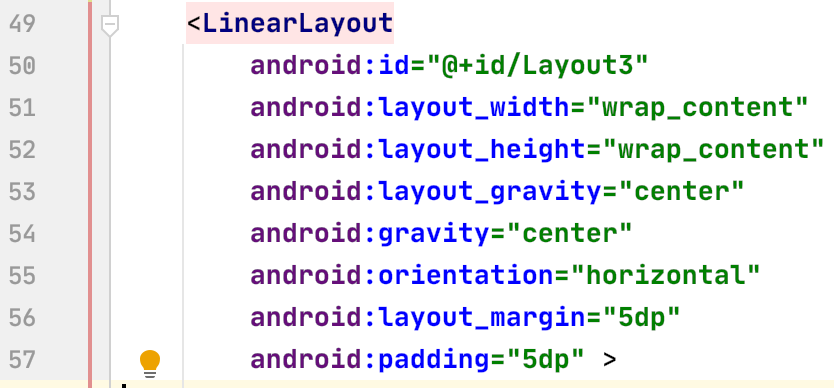 49 <LinearLayout
50 android:id="@+id/Layout3"
51 android:layout_width="wrap_content"
52 android:layout_height="wrap_content"
53 android:layout_gravity="center"
54 android:gravity="center"
55 android:orientation="horizontal"
56 android:layout_margin="5dp"
57 android:padding="5dp" >